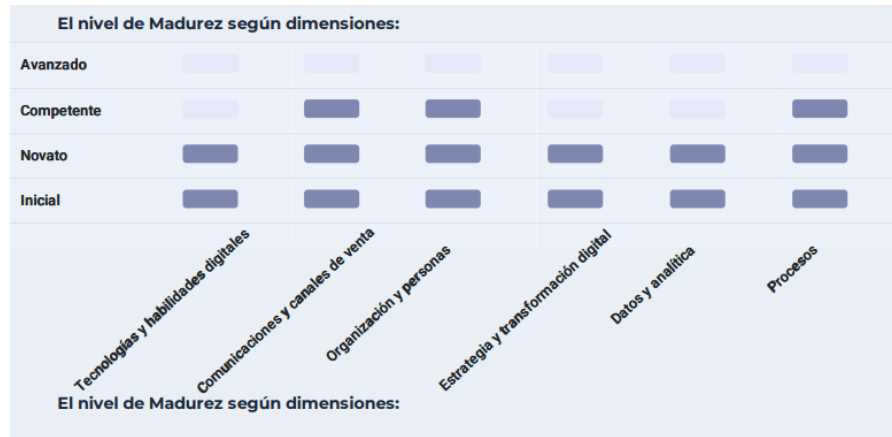 El nivel de Madurez según dimensiones:
Avanzado
Competente
Novato
Inicial
Tecnologías y habilidades digitales
Comunicaciones y canales de venta
Organización y personas
Estrategia y transformación digital
Datos y analítica
Procesos
El nivel de Madurez según dimensiones: